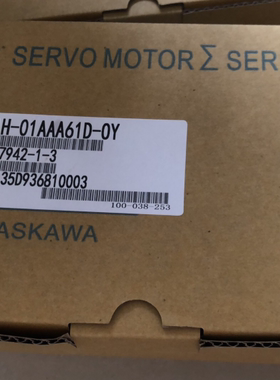 SERVO MOTOR Σ SER
H-01AAA61D-0Y
7942-1-3
35D936810003
100-038-253
ASKAWA